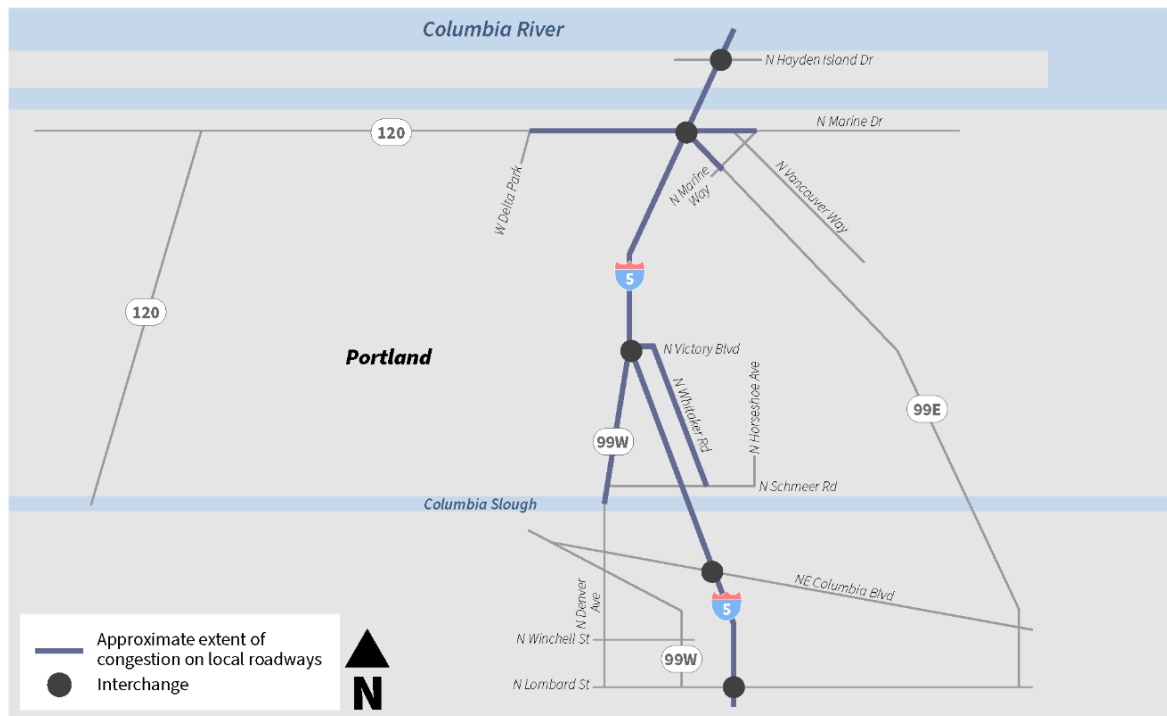 Columbia River
N Hayden Island Dr
120
N Marine Dr
W Delta Park
N Marine
Way
N Vancouver Way
5
120
Portland
N Victory Blvd
N Whitaker Rd
N Horseshoe Ave
99E
99W
N Schmeer Rd
Columbia Slough
NE Columbia Blvd
5
N Denver
Ave
N Winchell St
99W
N Lombard St
Approximate extent of
congestion on local roadways
Interchange
N